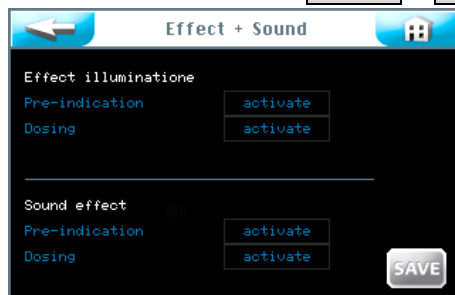 Effect + Sound
Effect illuminatione
Pre-indication activate
Dosing activate
Sound effect
Pre-indication activate
Dosing activate
SAVE